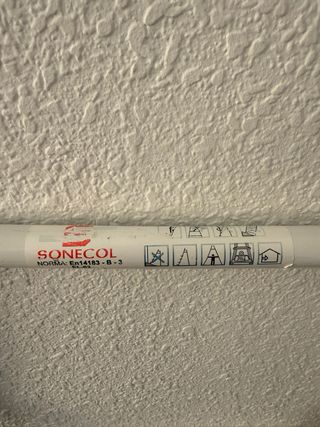 SONECOL
NORMA: En14183 - B - 3